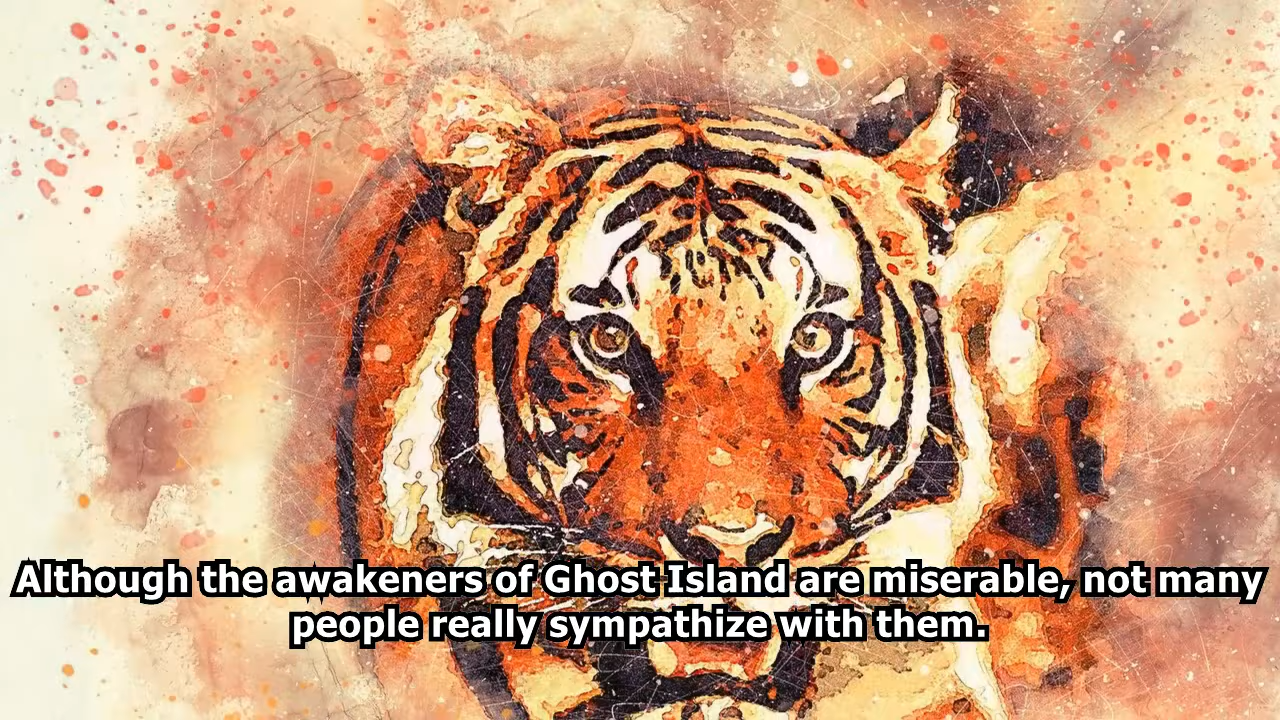 Although the awakeners of Ghost Island are miserable, not many
people really sympathize with them.